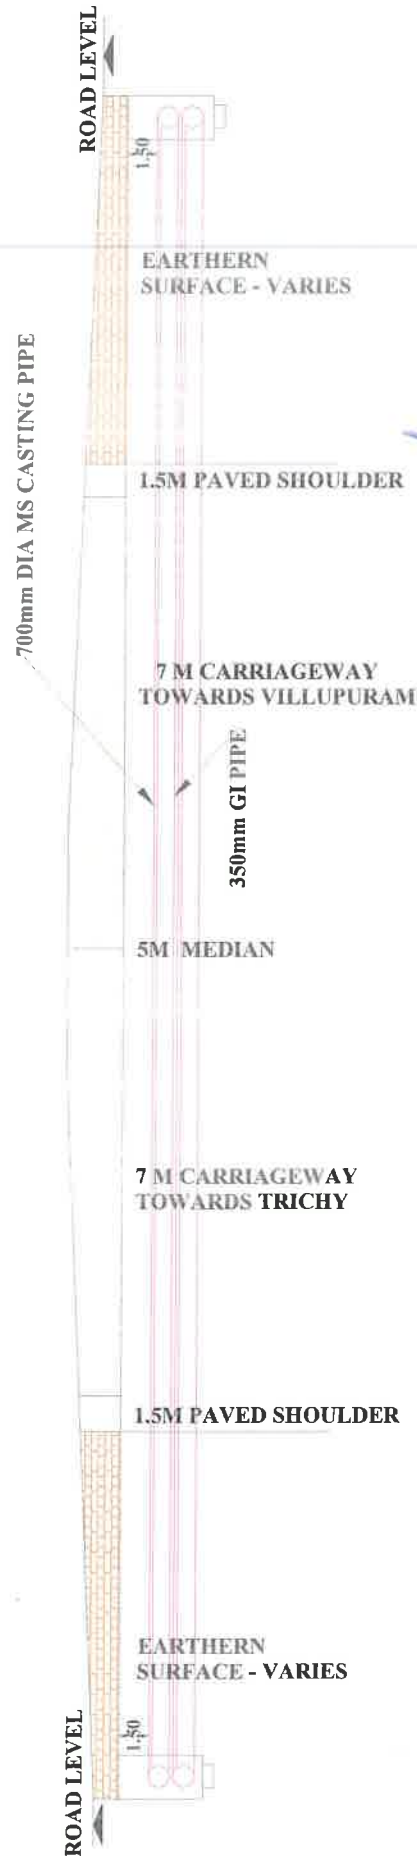 ROAD LEVEL
1.50
EARTHERN
SURFACE - VARIES
700mm DIA MS CASTING PIPE
1.5M PAVED SHOULDER
7 M CARRIAGEWAY
TOWARDS VILLUPURAM
350mm GI PIPE
5M MEDIAN
7 M CARRIAGEWAY
TOWARDS TRICHY
1.5M PAVED SHOULDER
EARTHERN
SURFACE - VARIES
1.50
ROAD LEVEL